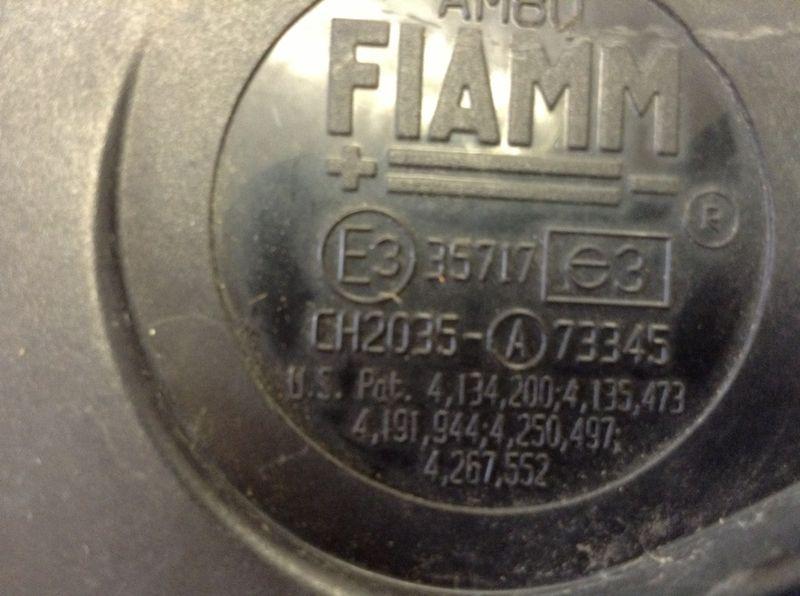 AM80
FIAMM
+ -
®
E3 35717 e3
CH2035-A 73345
U.S. Pat. 4,134,200;4,135,473
4,191,944;4,250,497;
4,267,552